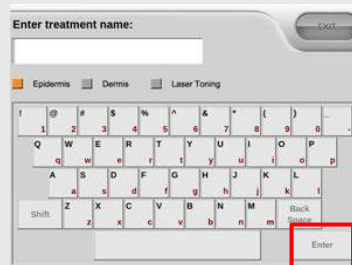 Enter treatment name:
EXIT
Epidermis Dermis Laser Toning
! 1 @ 2 # 3 $ 4 % 5 ^ 6 & 7 * 8 ( 9 ) 0 _ -
Q q W w E e R r T t Y y U u I i O o P p
A a S s D d F f G g H h J j K k L l
Shift Z z X x C c V v B b N n M m Back
Space
Enter